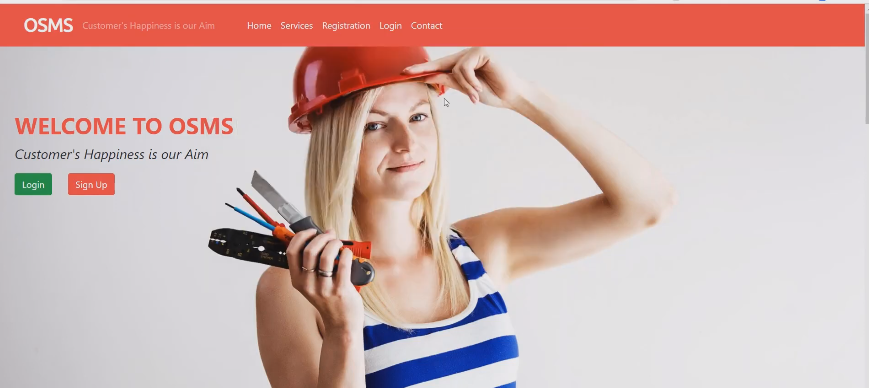 OSMS Customer's Happiness is our Aim Home Services Registration Login Contact
WELCOME TO OSMS
Customer's Happiness is our Aim
Login Sign Up